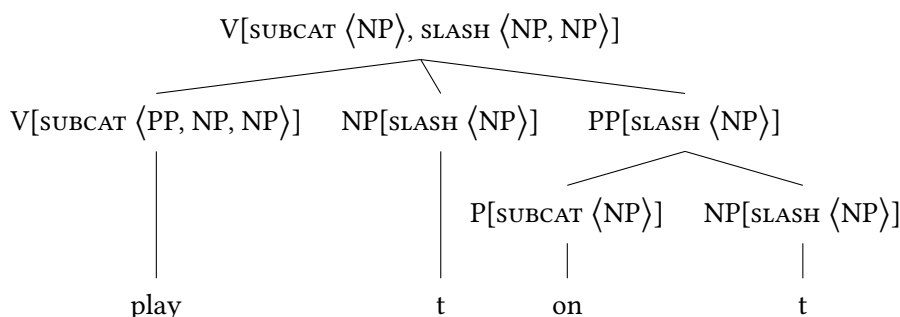 V[SUBCAT ⟨NP⟩, SLASH ⟨NP, NP⟩]
V[SUBCAT ⟨PP, NP, NP⟩] NP[SLASH ⟨NP⟩] PP[SLASH ⟨NP⟩]
P[SUBCAT ⟨NP⟩] NP[SLASH ⟨NP⟩]
play t on t